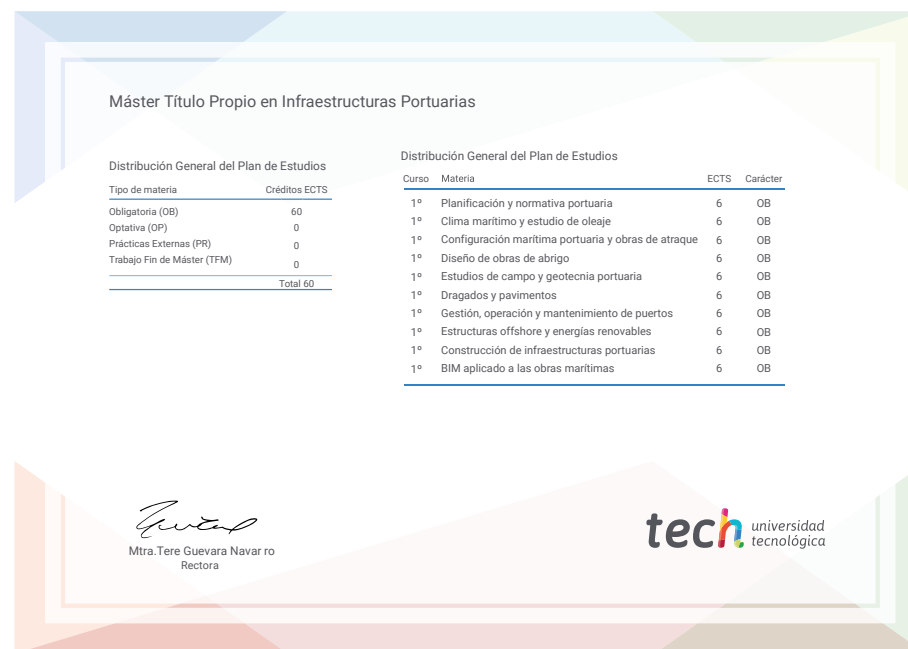 Máster Título Propio en Infraestructuras Portuarias
Distribución General del Plan de Estudios
Tipo de materia Créditos ECTS
Obligatoria (OB) 60
Optativa (OP) 0
Prácticas Externas (PR) 0
Trabajo Fin de Máster (TFM) 0
Total 60
Distribución General del Plan de Estudios
Curso Materia ECTS Carácter
1º Planificación y normativa portuaria 6 OB
1º Clima marítimo y estudio de oleaje 6 OB
1º Configuración marítima portuaria y obras de atraque 6 OB
1º Diseño de obras de abrigo 6 OB
1º Estudios de campo y geotecnia portuaria 6 OB
1º Dragados y pavimentos 6 OB
1º Gestión, operación y mantenimiento de puertos 6 OB
1º Estructuras offshore y energías renovables 6 OB
1º Construcción de infraestructuras portuarias 6 OB
1º BIM aplicado a las obras marítimas 6 OB
Mtra.Tere Guevara Navar ro
Rectora
tech universidad
tecnológica